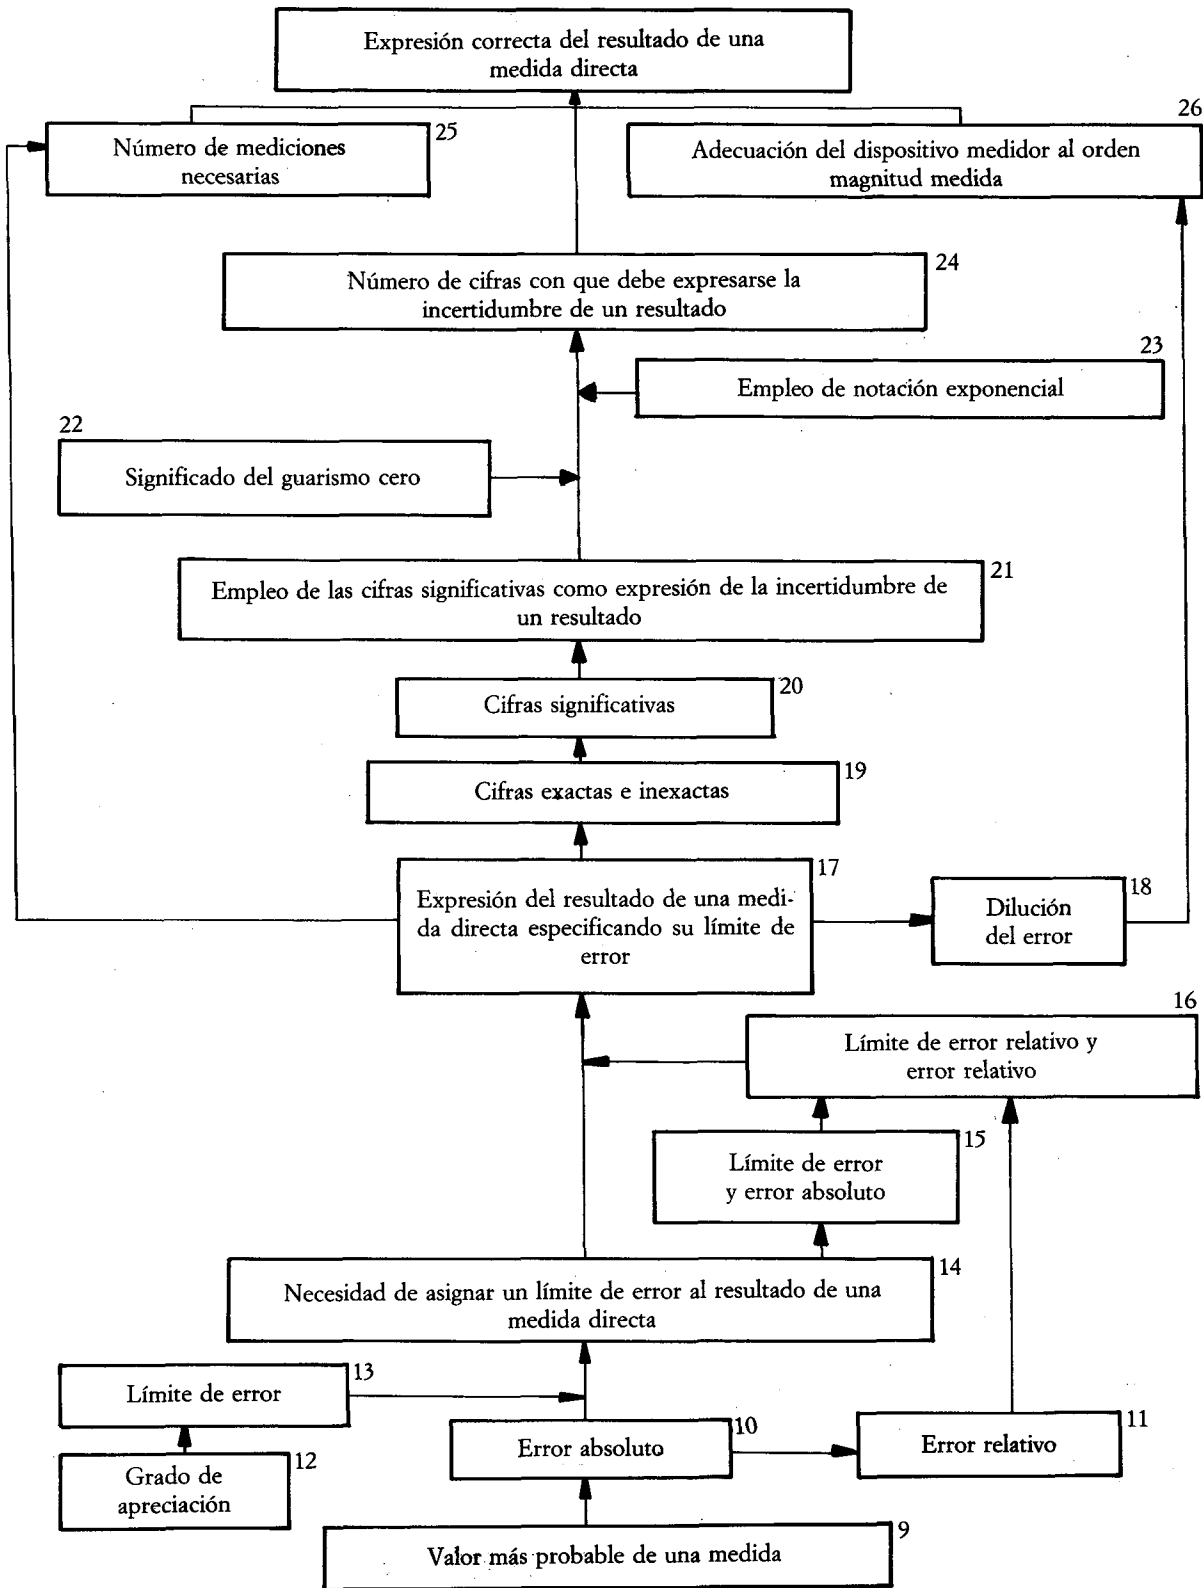 Expresión correcta del resultado de una
medida directa
25
Número de mediciones
necesarias
26
Adecuación del dispositivo medidor al orden
magnitud medida
24
Número de cifras con que debe expresarse la
incertidumbre de un resultado
23
Empleo de notación exponencial
22
Significado del guarismo cero
21
Empleo de las cifras significativas como expresión de la incertidumbre de
un resultado
20
Cifras significativas
19
Cifras exactas e inexactas
17
Expresión del resultado de una medi-
da directa especificando su límite de
error
18
Dilución
del error
16
Límite de error relativo y
error relativo
15
Límite de error
y error absoluto
14
Necesidad de asignar un límite de error al resultado de una
medida directa
13
Límite de error
10
Error absoluto
11
Error relativo
12
Grado de
apreciación
9
Valor más probable de una medida